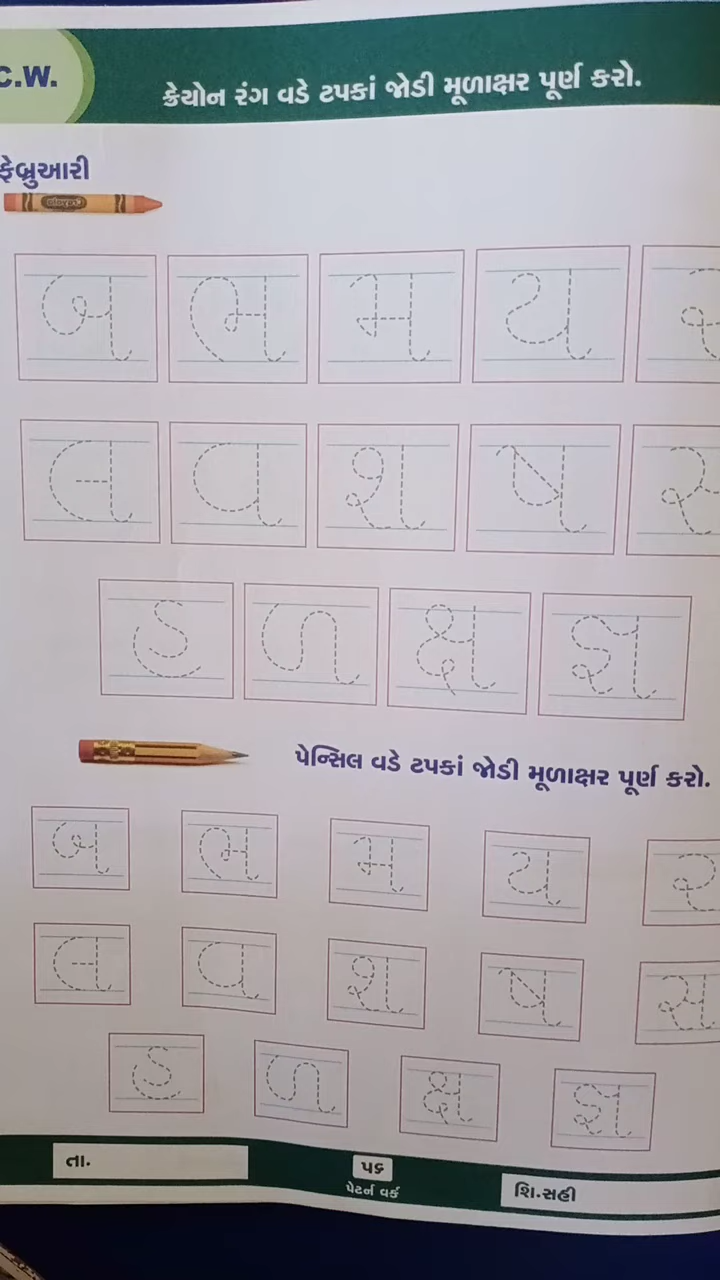 C.W.
ક્રેયોન રંગ વડે ટપકાં જોડી મૂળાક્ષર પૂર્ણ કરો.
ફેબ્રુઆરી
બ ભ મ ય
લ વ શ ષ સ
હ ળ ક્ષ જ્ઞ
પેન્સિલ વડે ટપકાં જોડી મૂળાક્ષર પૂર્ણ કરો.
બ ભ મ ય ર
લ વ શ ષ સ
હ ળ ક્ષ જ્ઞ
તા.
૫૬
પેટર્ન વર્ક
શિ.સહી